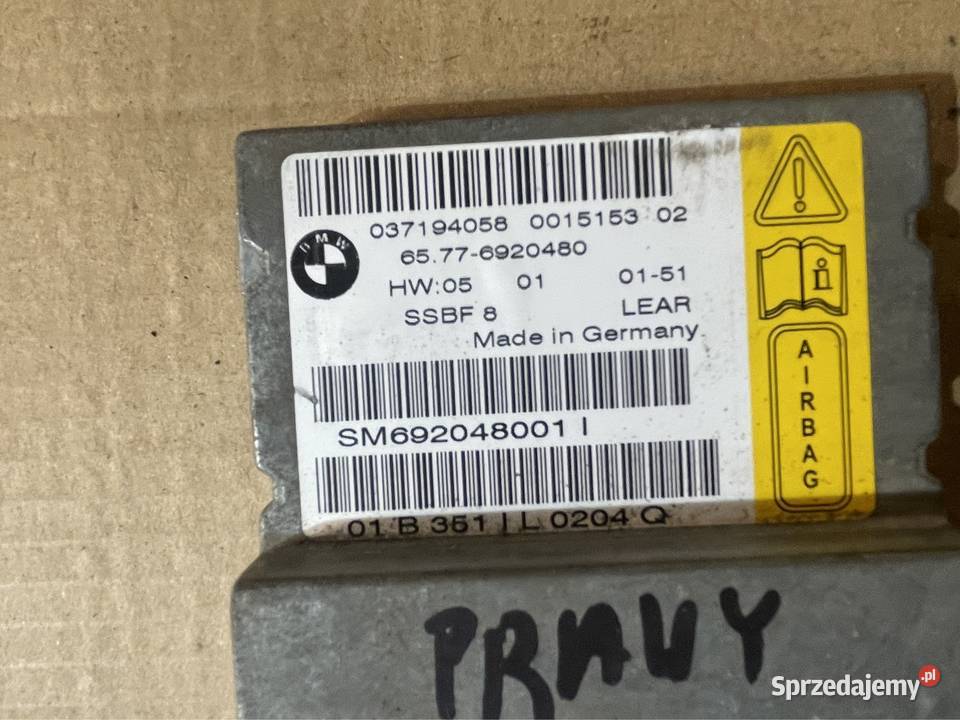 037194058 0015153 02
BMW
65.77-6920480
HW:05 01 01-51
SSBF 8 LEAR
Made in Germany
SM692048001 I
01 B 351 I L 0204 Q
AIRBAG
PRAVY
Sprzedajemy.pl